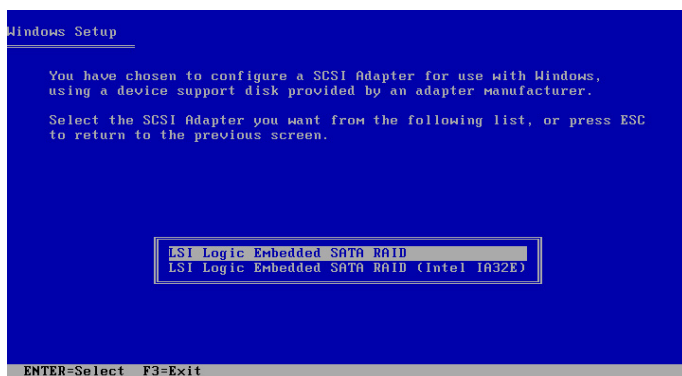 Windows Setup
You have chosen to configure a SCSI Adapter for use with Windows,
using a device support disk provided by an adapter manufacturer.
Select the SCSI Adapter you want from the following list, or press ESC
to return to the previous screen.
LSI Logic Embedded SATA RAID
LSI Logic Embedded SATA RAID (Intel IA32E)
ENTER=Select F3=Exit